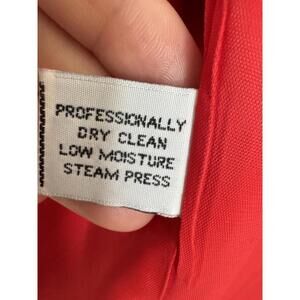 PROFESSIONALLY
DRY CLEAN
LOW MOISTURE
STEAM PRESS